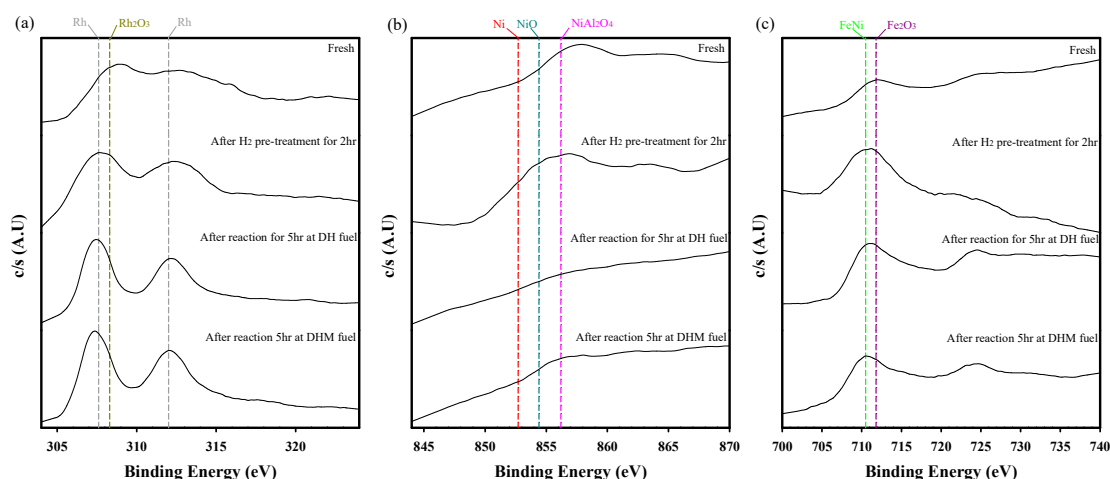 (a)
Rh
Rh2O3
Rh
Fresh
After H2 pre-treatment for 2hr
After reaction for 5hr at DH fuel
After reaction 5hr at DHM fuel
c/s (A.U)
305 310 315 320
Binding Energy (eV)
(b)
Ni
NiO
NiAl2O4
Fresh
After H2 pre-treatment for 2hr
After reaction for 5hr at DH fuel
After reaction 5hr at DHM fuel
c/s (A.U)
845 850 855 860 865 870
Binding Energy (eV)
(c)
FeNi
Fe2O3
Fresh
After H2 pre-treatment for 2hr
After reaction for 5hr at DH fuel
After reaction 5hr at DHM fuel
c/s (A.U)
700 705 710 715 720 725 730 735 740
Binding Energy (eV)